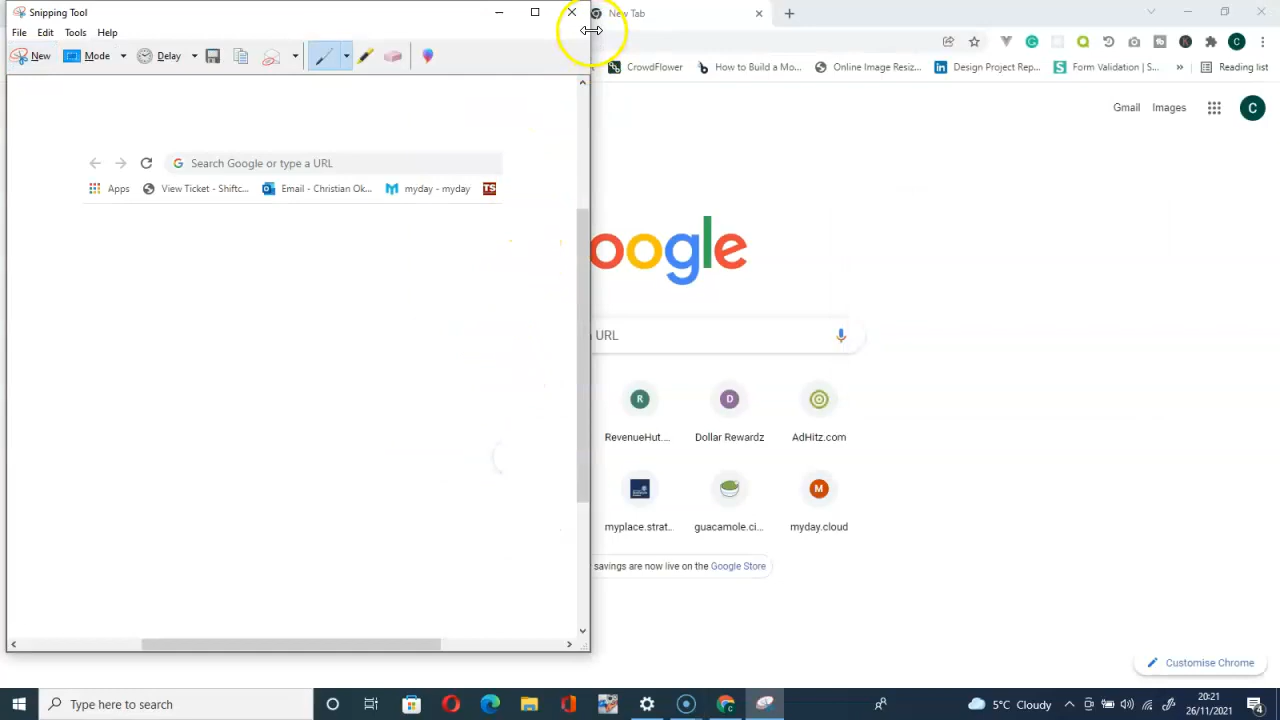 Snipping Tool
File Edit Tools Help
New Mode Delay
Search Google or type a URL
Apps View Ticket - Shiftc... Email - Christian Ok... myday - myday TS
New Tab
CrowdFlower How to Build a Mo... Online Image Resiz... Design Project Rep... Form Validation | S... » Reading list
Gmail Images C
oogle
URL
R D
RevenueHut.... Dollar Rewardz AdHitz.com
M
myplace.strat... guacamole.ci... myday.cloud
savings are now live on the Google Store
Customise Chrome
Type here to search
5°C Cloudy
20:21
26/11/2021
4